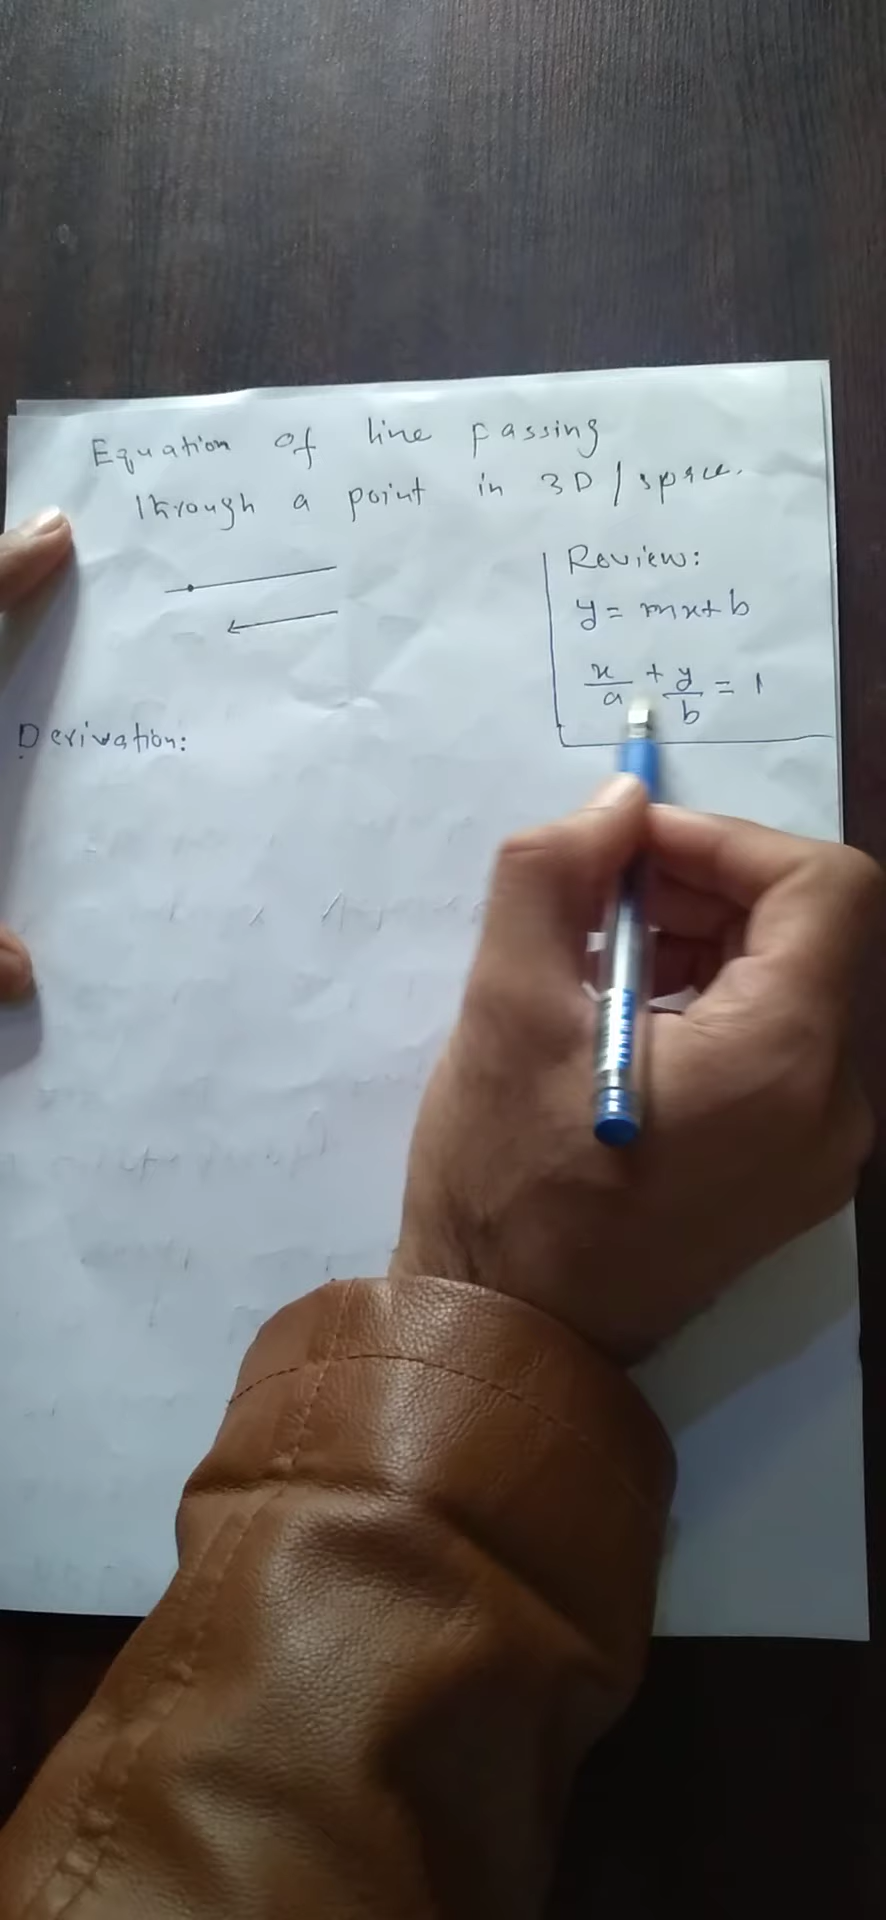 Equation of line passing
through a point in 3D / space.
Review:
y = mx + b
x/a + y/b = 1
Derivation: